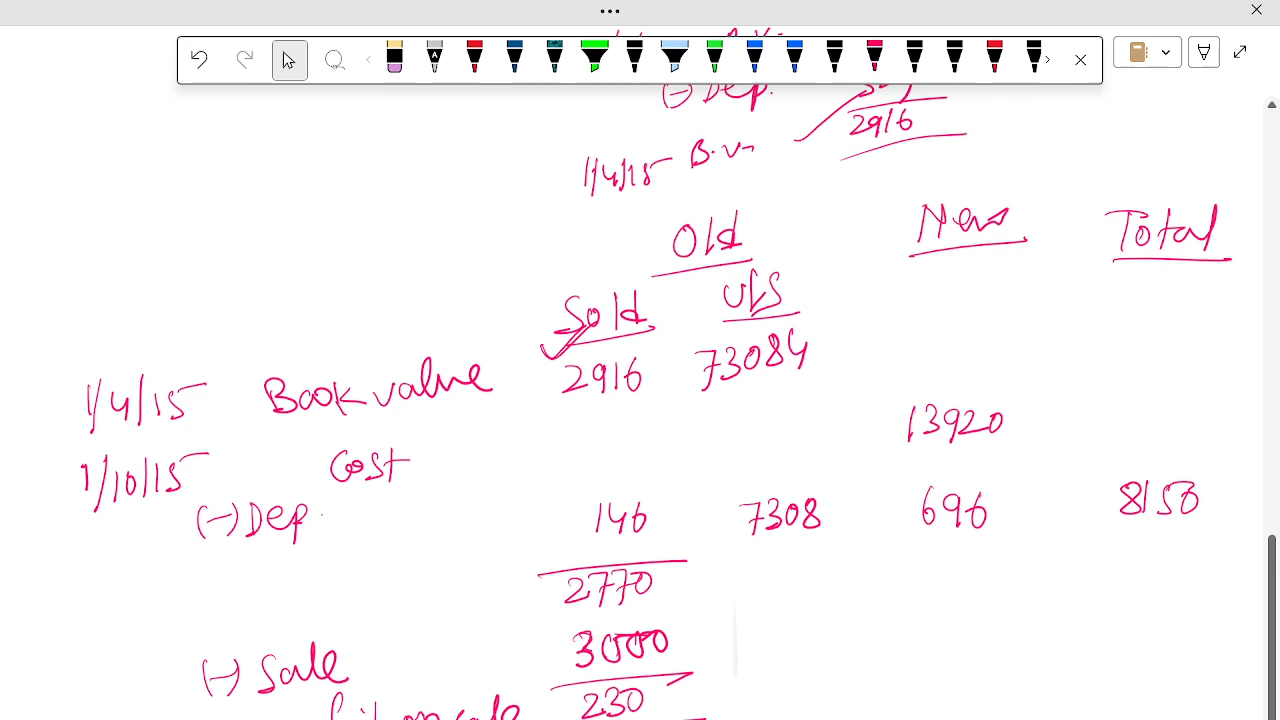 (-) Dep.
2916
1/4/15 B.v.
Old New Total
Sold U/S
1/4/15 Book value 2916 73084
13920
1/10/15 Cost
(-) Dep 146 7308 696 8150
2770
(-) Sale 3000
230